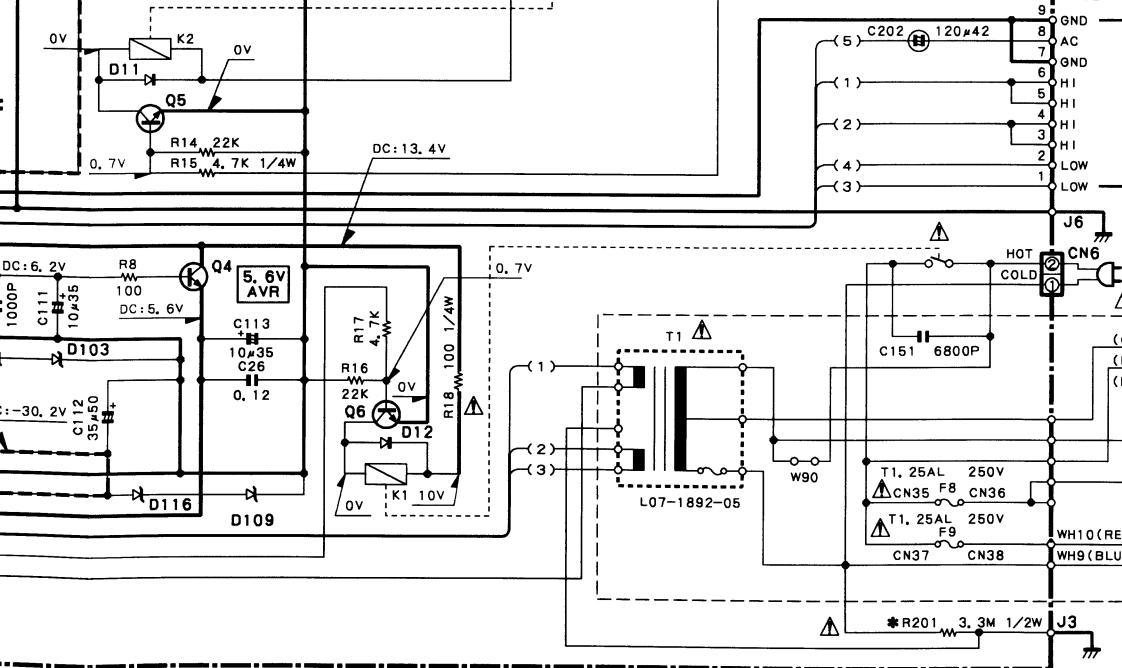 9 GND
(5) C202 120µ42 8 AC
7 GND
(1) 6 HI
5 HI
(2) 4 HI
3 HI
(4) 2 LOW
(3) 1 LOW
0V K2 0V
D11
Q5
R14 22K
0.7V R15 4.7K 1/4W
DC:13.4V
J6
DC:6.2V R8 Q4
100
5.6V
AVR
0.7V
HOT 2 CN6
COLD 1
1000P C111 10µ35
DC:5.6V
D103
C113
10µ35
C26
0.12
R17 4.7K
R18 100 1/4W
R16
22K
0V
Q6 D12
C:-30.2V C112 35µ50
K1 10V
0V
D116
D109
(1)
(2)
(3)
T1
L07-1892-05
C151 6800P
W90
T1.25AL 250V
CN35 F8 CN36
T1.25AL 250V
F9
CN37 CN38
WH10(RE
WH9(BLU
✱R201 3.3M 1/2W J3